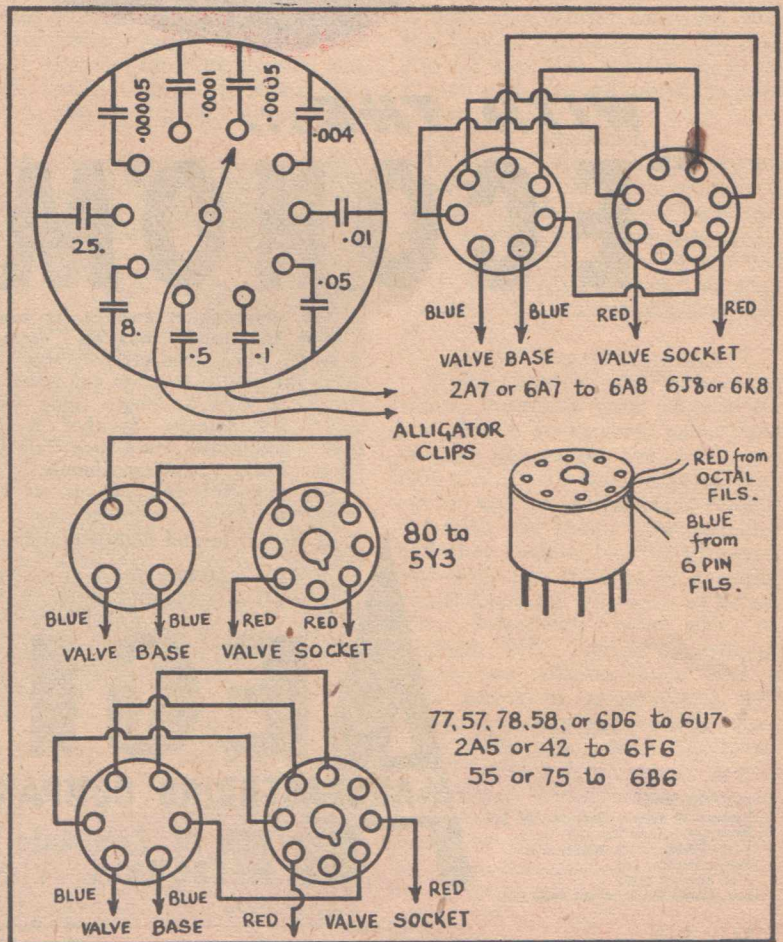 .00005
.0001
.0005
.004
25.
.01
8.
.5
.1
.05
BLUE
BLUE
RED
RED
VALVE BASE
VALVE SOCKET
2A7 or 6A7 to 6A8 6J8 or 6K8
ALLIGATOR
CLIPS
80 to
5Y3
RED from
OCTAL
FILS.
BLUE
from
6 PIN
FILS.
BLUE
BLUE
RED
RED
VALVE BASE
VALVE SOCKET
77, 57, 78, 58, or 6D6 to 6U7.
2A5 or 42 to 6F6
55 or 75 to 6B6
BLUE
BLUE
RED
RED
VALVE BASE
VALVE SOCKET